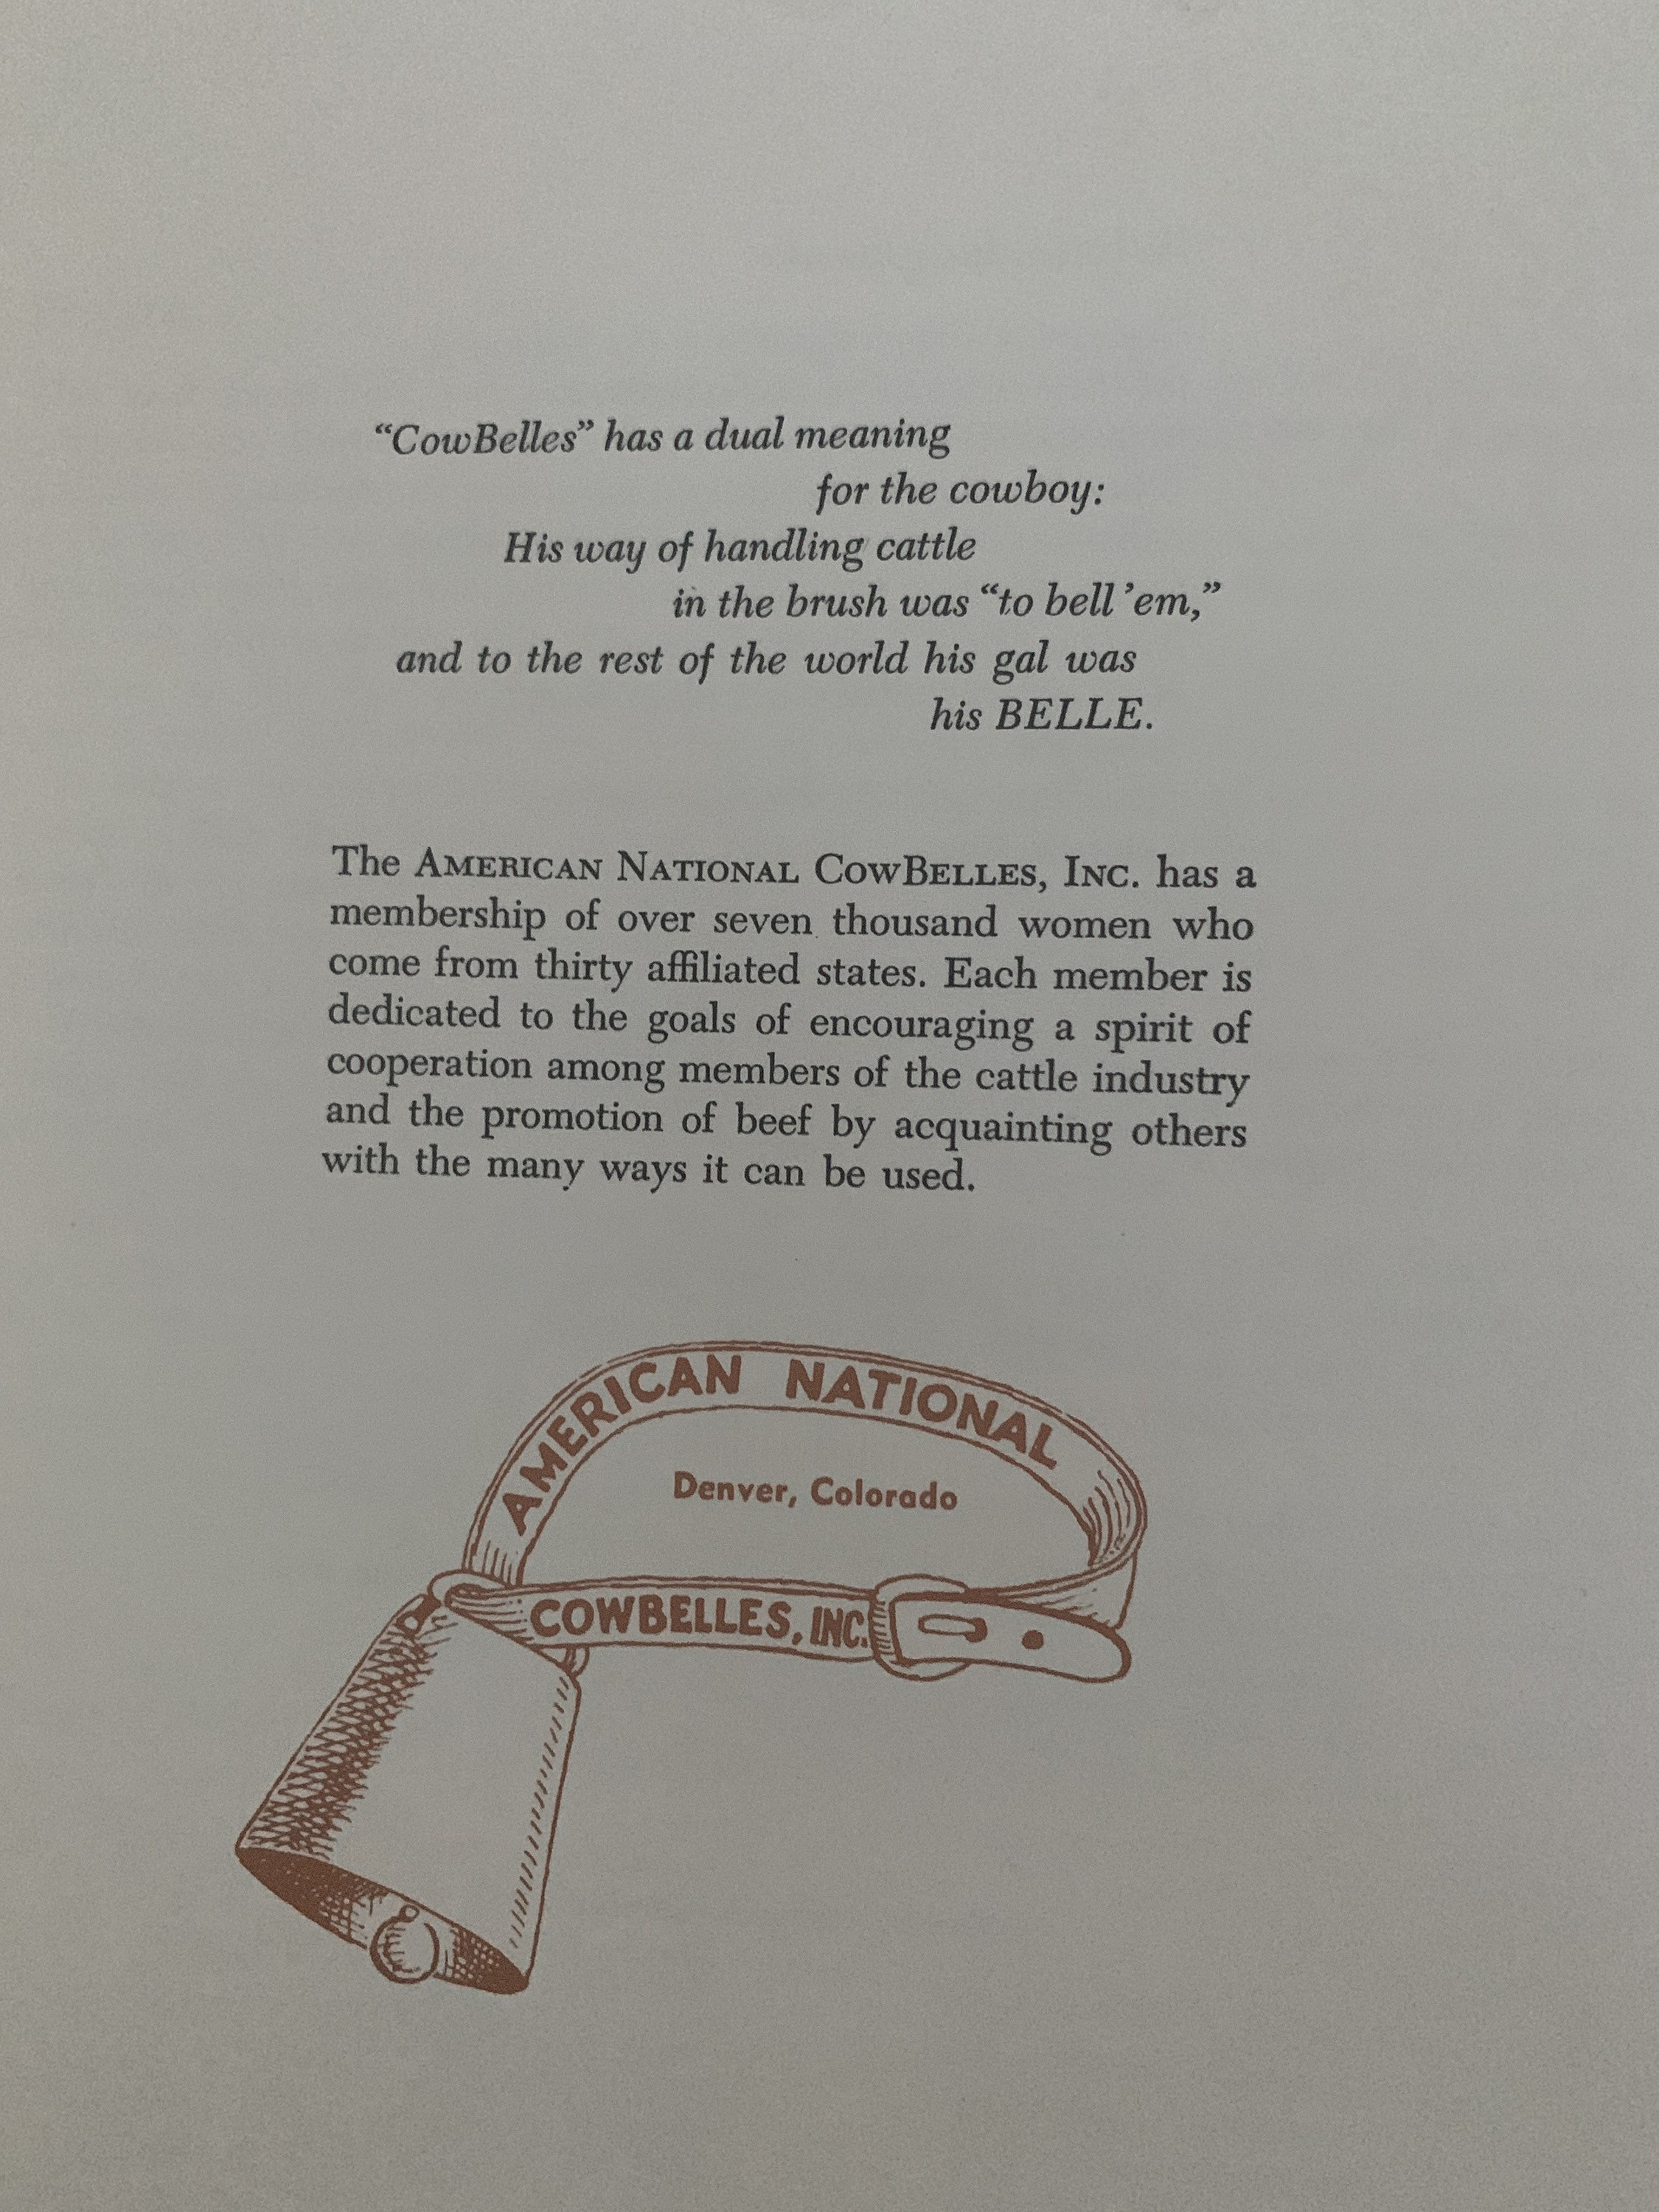 “CowBelles” has a dual meaning
for the cowboy:
His way of handling cattle
in the brush was “to bell ’em,”
and to the rest of the world his gal was
his BELLE.
The American National CowBelles, Inc. has a
membership of over seven thousand women who
come from thirty affiliated states. Each member is
dedicated to the goals of encouraging a spirit of
cooperation among members of the cattle industry
and the promotion of beef by acquainting others
with the many ways it can be used.
AMERICAN NATIONAL
Denver, Colorado
COWBELLES, INC.